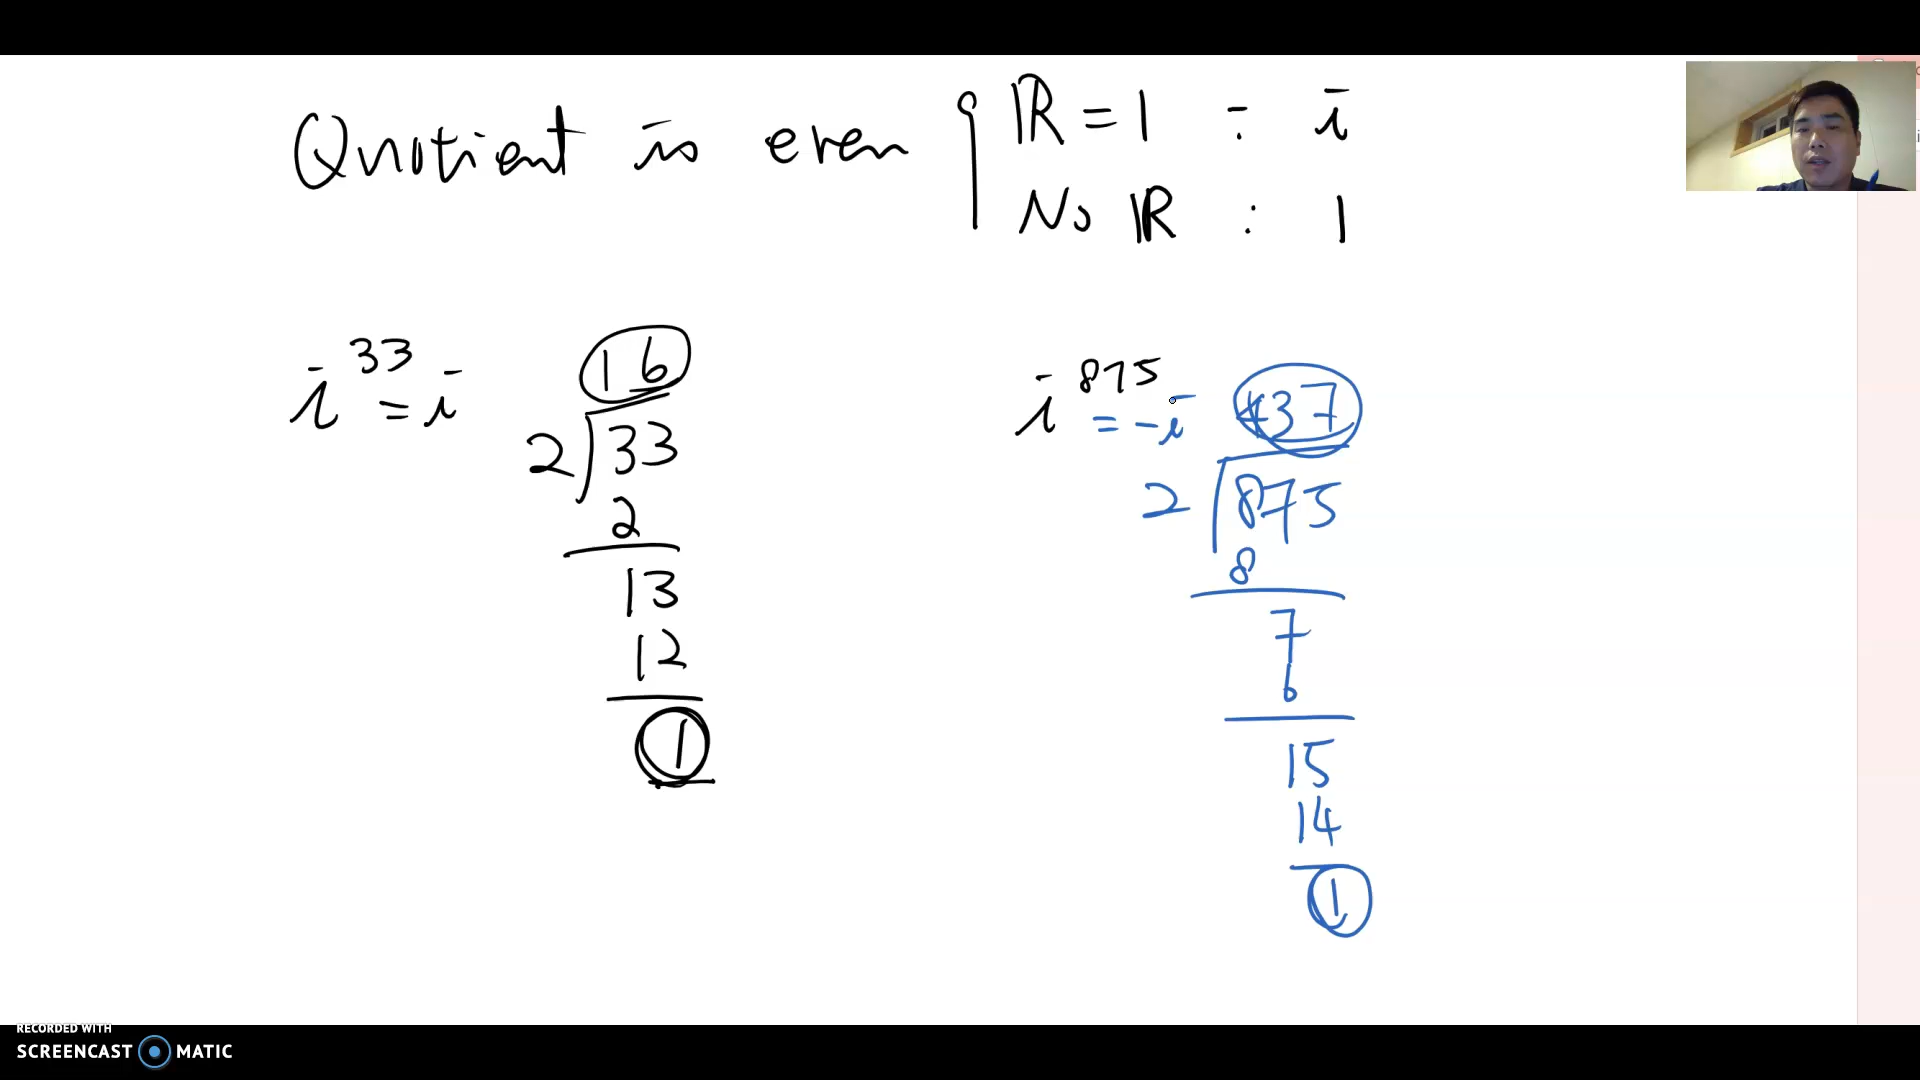 Quotient is even { R = 1 : i
No R : 1
i^33 = i
16
2 ) 33
2
13
12
1
i^875 = -i
437
2 ) 875
8
7
6
15
14
1
RECORDED WITH
SCREENCAST MATIC